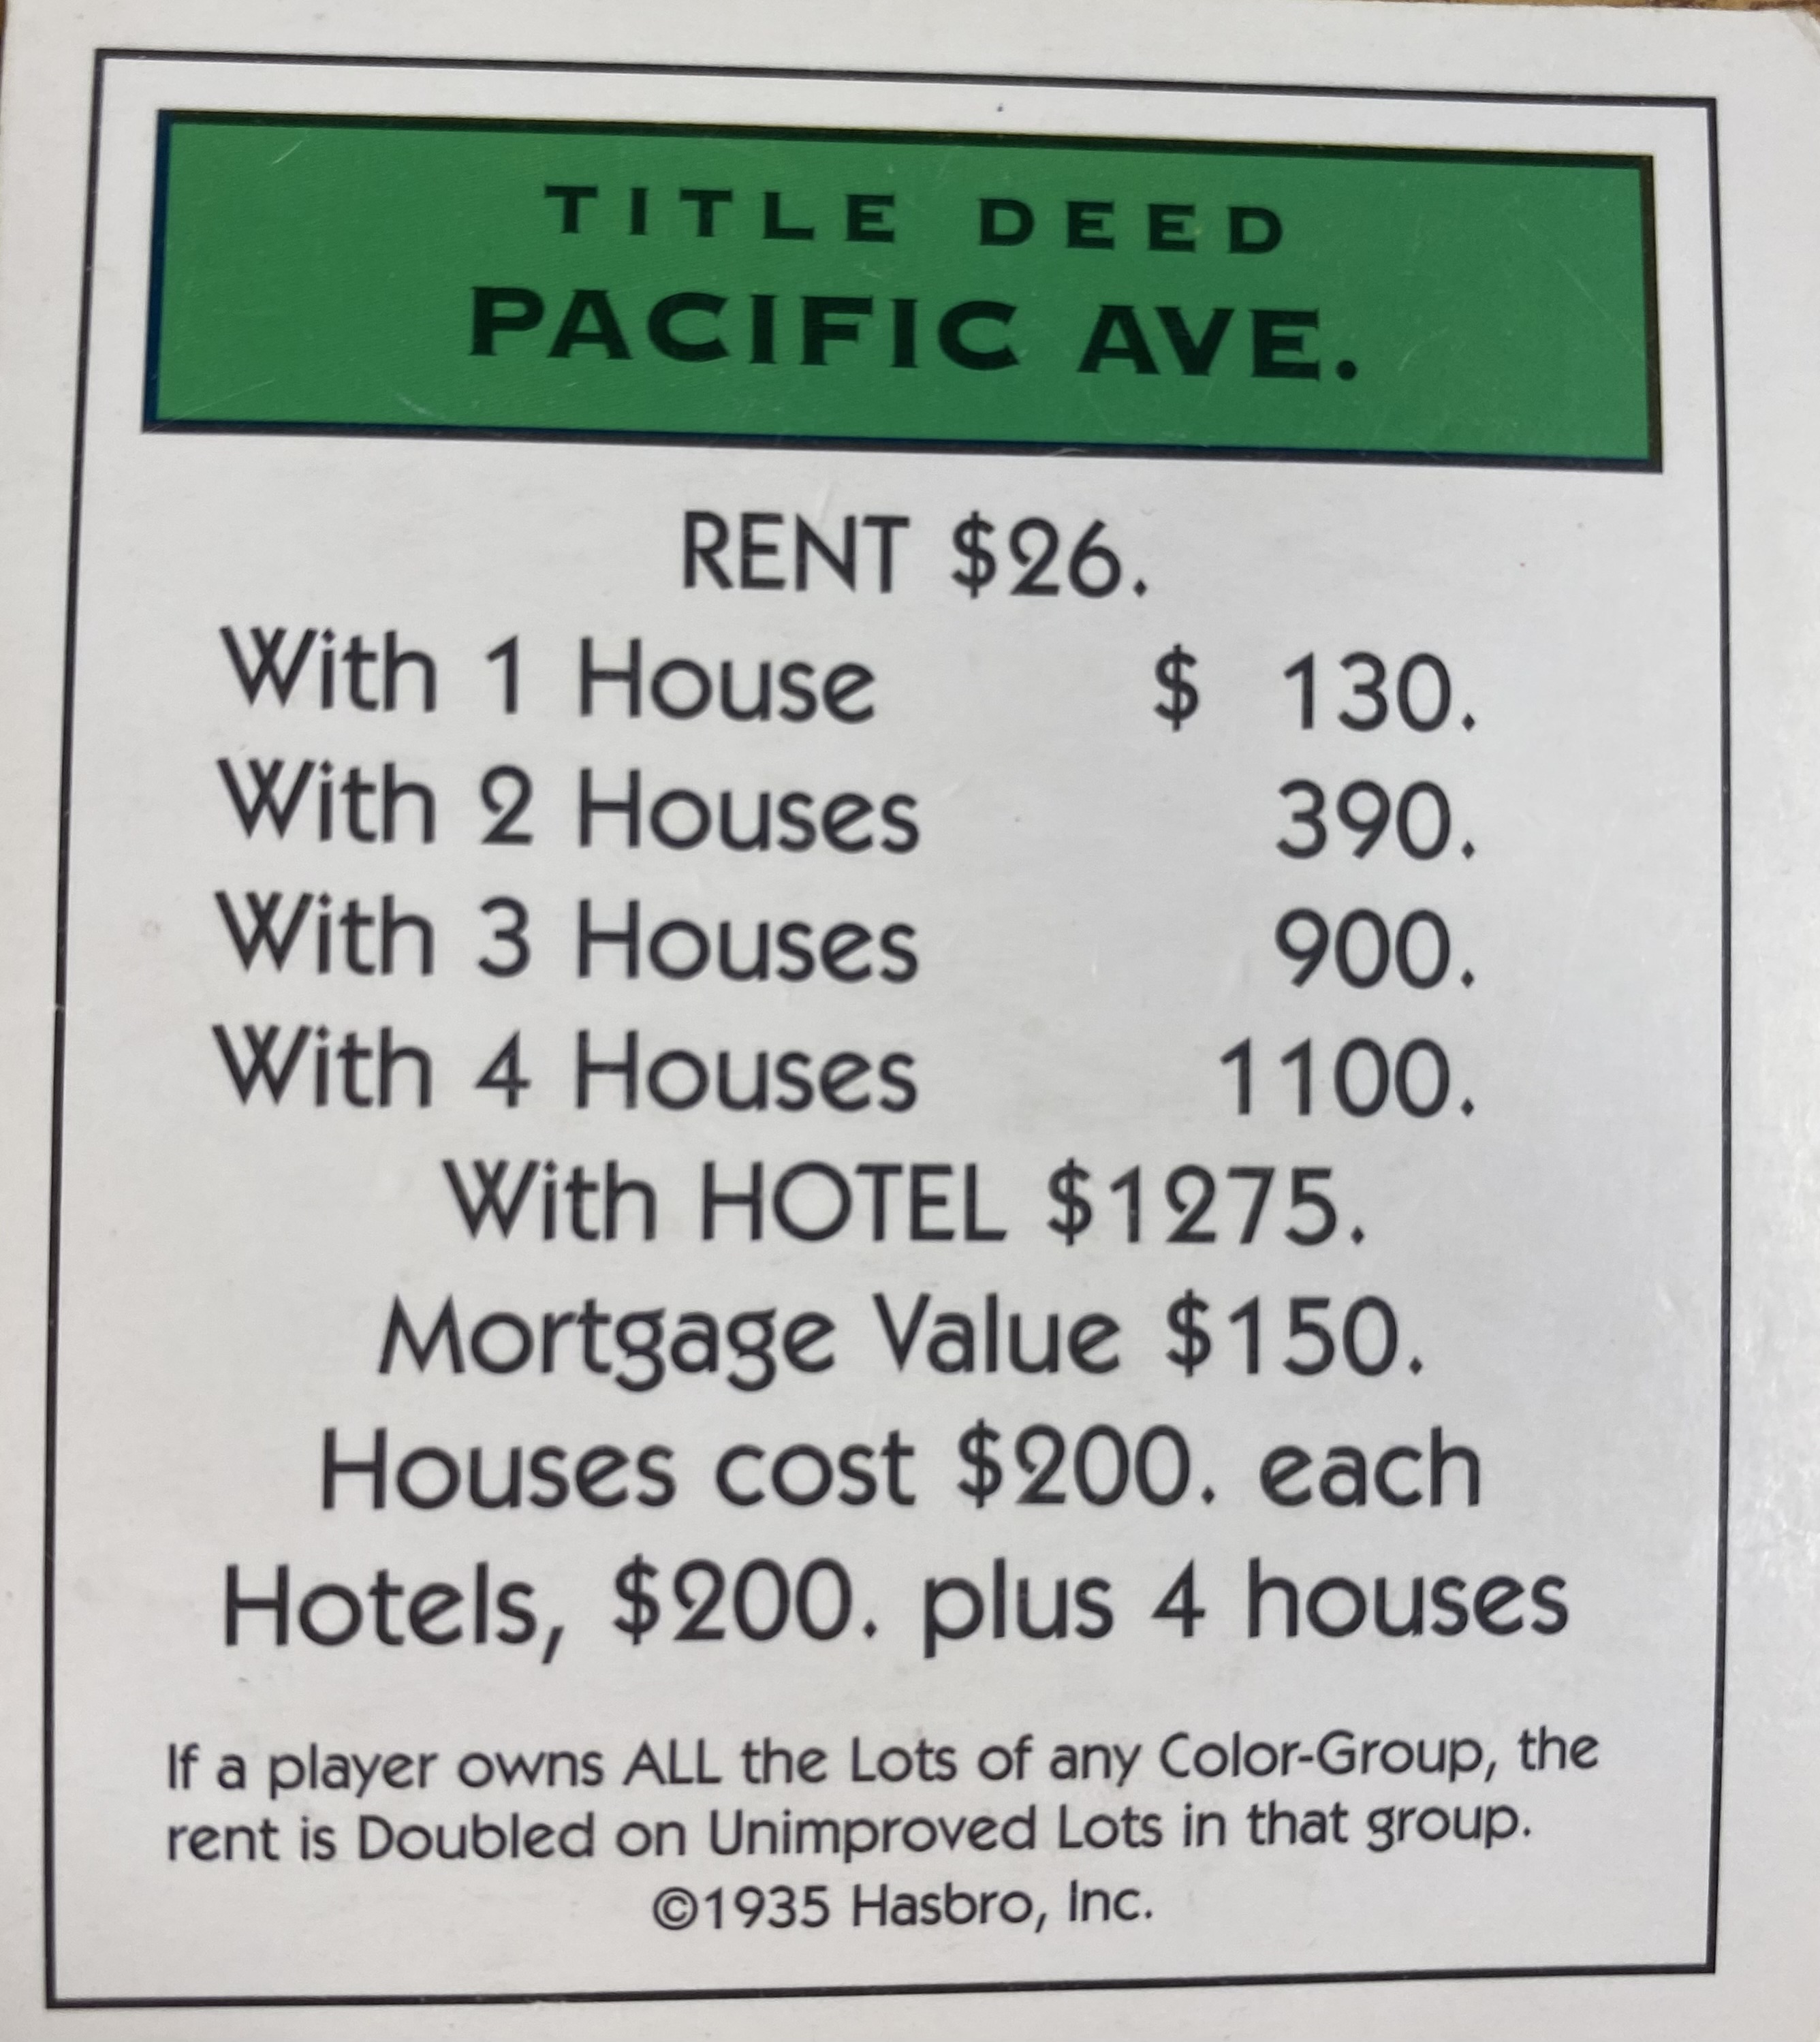 TITLE DEED
PACIFIC AVE.
RENT $26.
With 1 House $ 130.
With 2 Houses 390.
With 3 Houses 900.
With 4 Houses 1100.
With HOTEL $1275.
Mortgage Value $150.
Houses cost $200. each
Hotels, $200. plus 4 houses
If a player owns ALL the Lots of any Color-Group, the
rent is Doubled on Unimproved Lots in that group.
©1935 Hasbro, Inc.